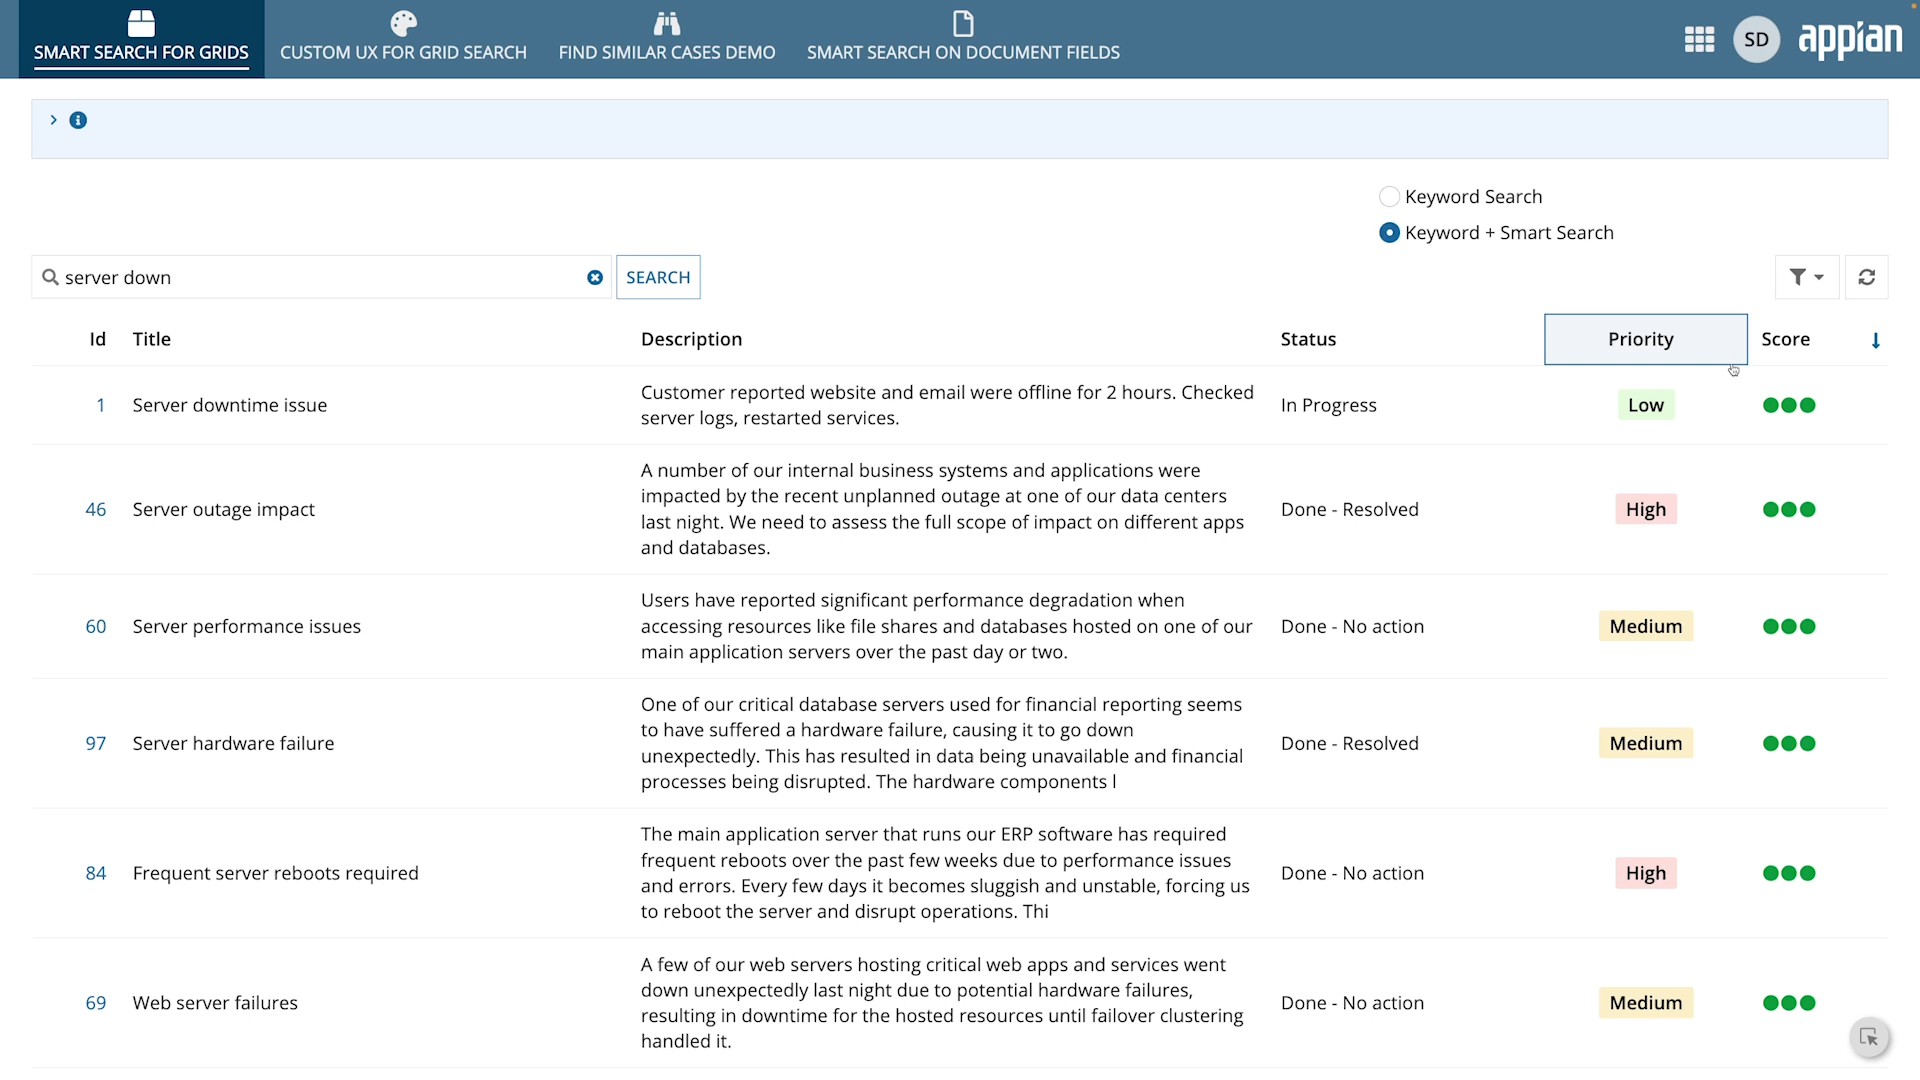 SMART SEARCH FOR GRIDS
CUSTOM UX FOR GRID SEARCH
FIND SIMILAR CASES DEMO
SMART SEARCH ON DOCUMENT FIELDS
SD
appian
Keyword Search
Keyword + Smart Search
server down
SEARCH
Id Title Description Status Priority Score
1 Server downtime issue
Customer reported website and email were offline for 2 hours. Checked
server logs, restarted services.
In Progress
Low
46 Server outage impact
A number of our internal business systems and applications were
impacted by the recent unplanned outage at one of our data centers
last night. We need to assess the full scope of impact on different apps
and databases.
Done - Resolved
High
60 Server performance issues
Users have reported significant performance degradation when
accessing resources like file shares and databases hosted on one of our
main application servers over the past day or two.
Done - No action
Medium
97 Server hardware failure
One of our critical database servers used for financial reporting seems
to have suffered a hardware failure, causing it to go down
unexpectedly. This has resulted in data being unavailable and financial
processes being disrupted. The hardware components l
Done - Resolved
Medium
84 Frequent server reboots required
The main application server that runs our ERP software has required
frequent reboots over the past few weeks due to performance issues
and errors. Every few days it becomes sluggish and unstable, forcing us
to reboot the server and disrupt operations. Thi
Done - No action
High
69 Web server failures
A few of our web servers hosting critical web apps and services went
down unexpectedly last night due to potential hardware failures,
resulting in downtime for the hosted resources until failover clustering
handled it.
Done - No action
Medium